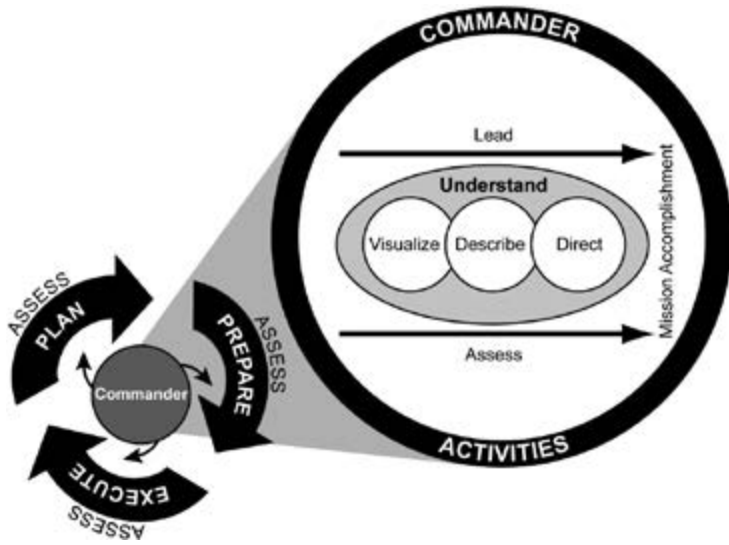 COMMANDER
Lead
Understand
Visualize Describe Direct
Mission Accomplishment
Assess
ACTIVITIES
ASSESS
PLAN
PREPARE
ASSESS
Commander
EXECUTE
ASSESS